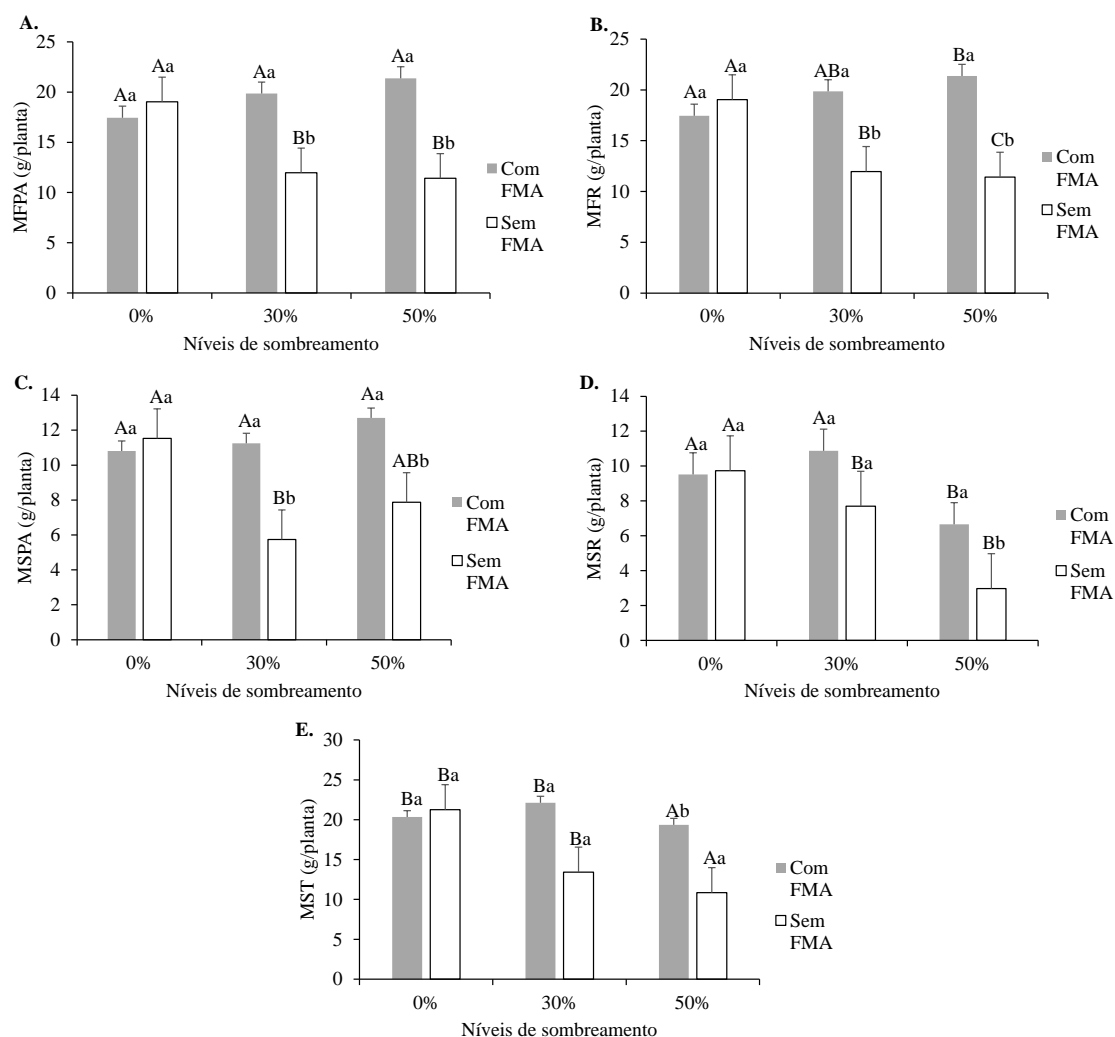 A.
MFPA (g/planta)
25
20
15
10
5
0
Aa
Aa
Aa
Bb
Aa
Bb
0%
30%
50%
Níveis de sombreamento
Com
FMA
Sem
FMA
B.
MFR (g/planta)
25
20
15
10
5
0
Aa
Aa
ABa
Bb
Ba
Cb
0%
30%
50%
Níveis de sombreamento
Com
FMA
Sem
FMA
C.
MSPA (g/planta)
14
12
10
8
6
4
2
0
Aa
Aa
Aa
Bb
Aa
ABb
0%
30%
50%
Níveis de sombreamento
Com
FMA
Sem
FMA
D.
MSR (g/planta)
14
12
10
8
6
4
2
0
Aa
Aa
Aa
Ba
Ba
Bb
0%
30%
50%
Níveis de sombreamento
Com
FMA
Sem
FMA
E.
MST (g/planta)
30
25
20
15
10
5
0
Ba
Ba
Ba
Ba
Ab
Aa
0%
30%
50%
Níveis de sombreamento
Com
FMA
Sem
FMA